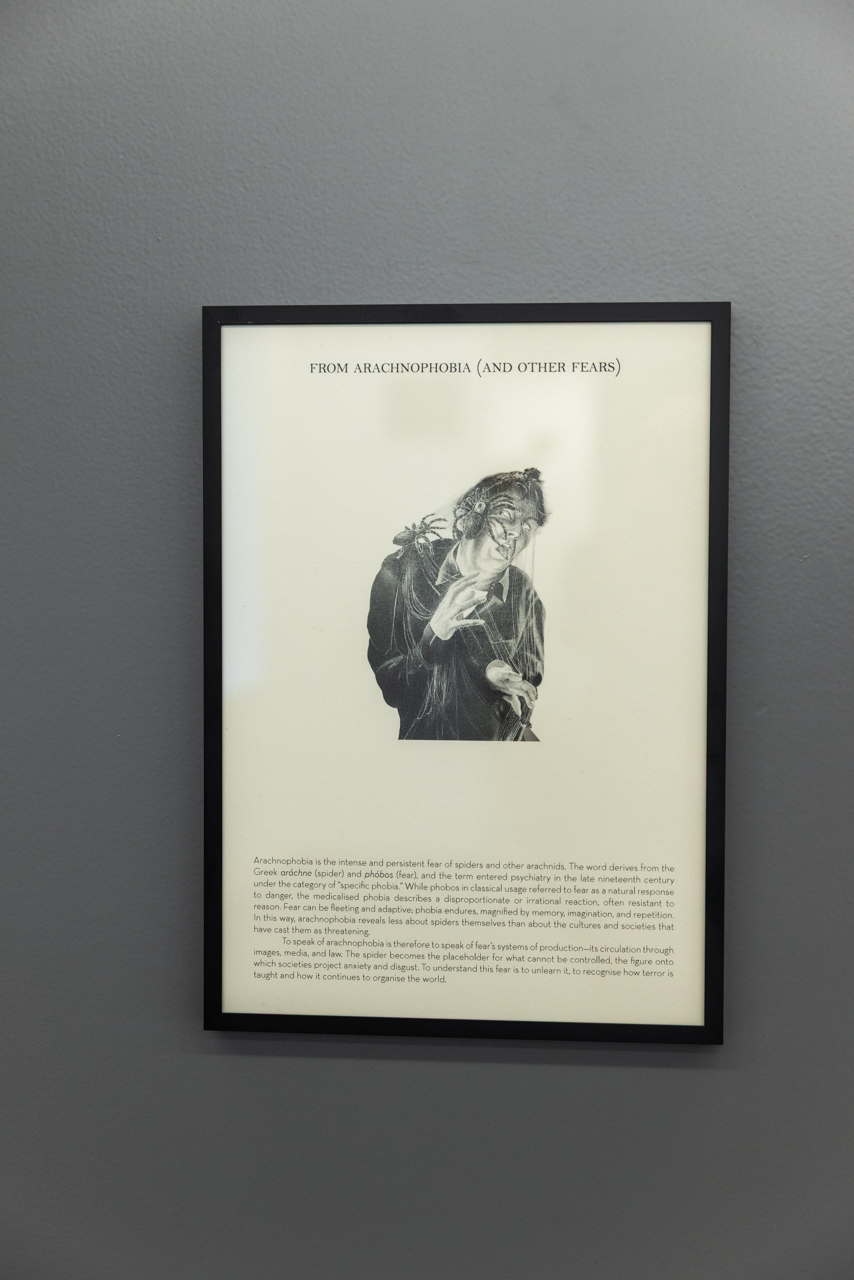 FROM ARACHNOPHOBIA (AND OTHER FEARS)
Arachnophobia is the intense and persistent fear of spiders and other arachnids. The word derives from the
Greek aráchne (spider) and phóbos (fear), and the term entered psychiatry in the late nineteenth century
under the category of “specific phobia.” While phobos in classical usage referred to fear as a natural response
to danger, the medicalised phobia describes a disproportionate or irrational reaction, often resistant to
reason. Fear can be fleeting and adaptive; phobia endures, magnified by memory, imagination, and repetition.
In this way, arachnophobia reveals less about spiders themselves than about the cultures and societies that
have cast them as threatening.
To speak of arachnophobia is therefore to speak of fear’s systems of production—its circulation through
images, media, and law. The spider becomes the placeholder for what cannot be controlled, the figure onto
which societies project anxiety and disgust. To understand this fear is to unlearn it, to recognise how terror is
taught and how it continues to organise the world.